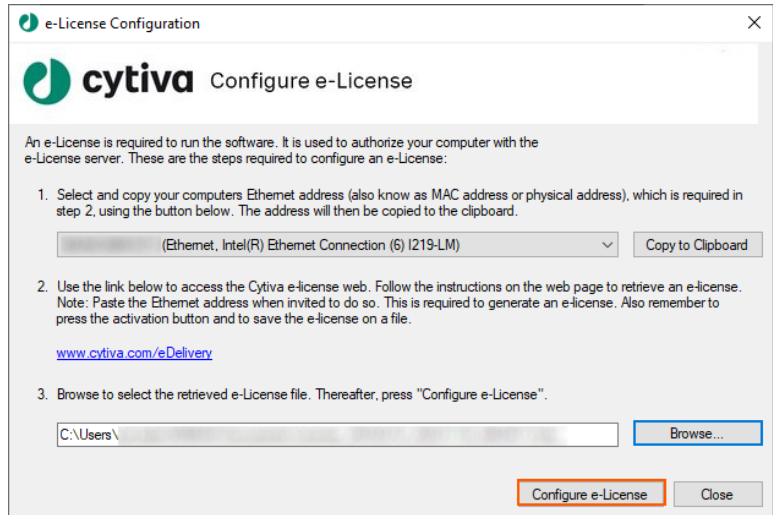 e-License Configuration
cytiva Configure e-License
An e-License is required to run the software. It is used to authorize your computer with the
e-License server. These are the steps required to configure an e-License:
1. Select and copy your computers Ethernet address (also know as MAC address or physical address), which is required in
step 2, using the button below. The address will then be copied to the clipboard.
(Ethernet, Intel(R) Ethernet Connection (6) I219-LM) Copy to Clipboard
2. Use the link below to access the Cytiva e-license web. Follow the instructions on the web page to retrieve an e-license.
Note: Paste the Ethernet address when invited to do so. This is required to generate an e-license. Also remember to
press the activation button and to save the e-license on a file.
www.cytiva.com/eDelivery
3. Browse to select the retrieved e-License file. Thereafter, press "Configure e-License".
C:\Users\ Browse...
Configure e-License Close